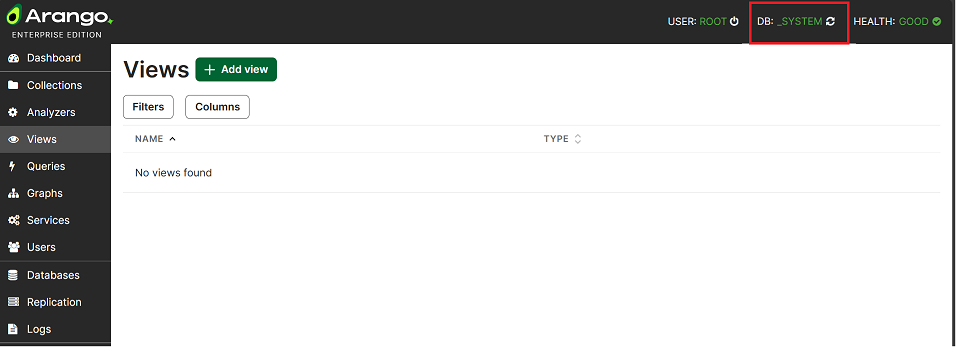 Arango.
ENTERPRISE EDITION
USER: ROOT DB: _SYSTEM HEALTH: GOOD
Dashboard
Collections
Analyzers
Views
Queries
Graphs
Services
Users
Databases
Replication
Logs
Views + Add view
Filters Columns
NAME TYPE
No views found